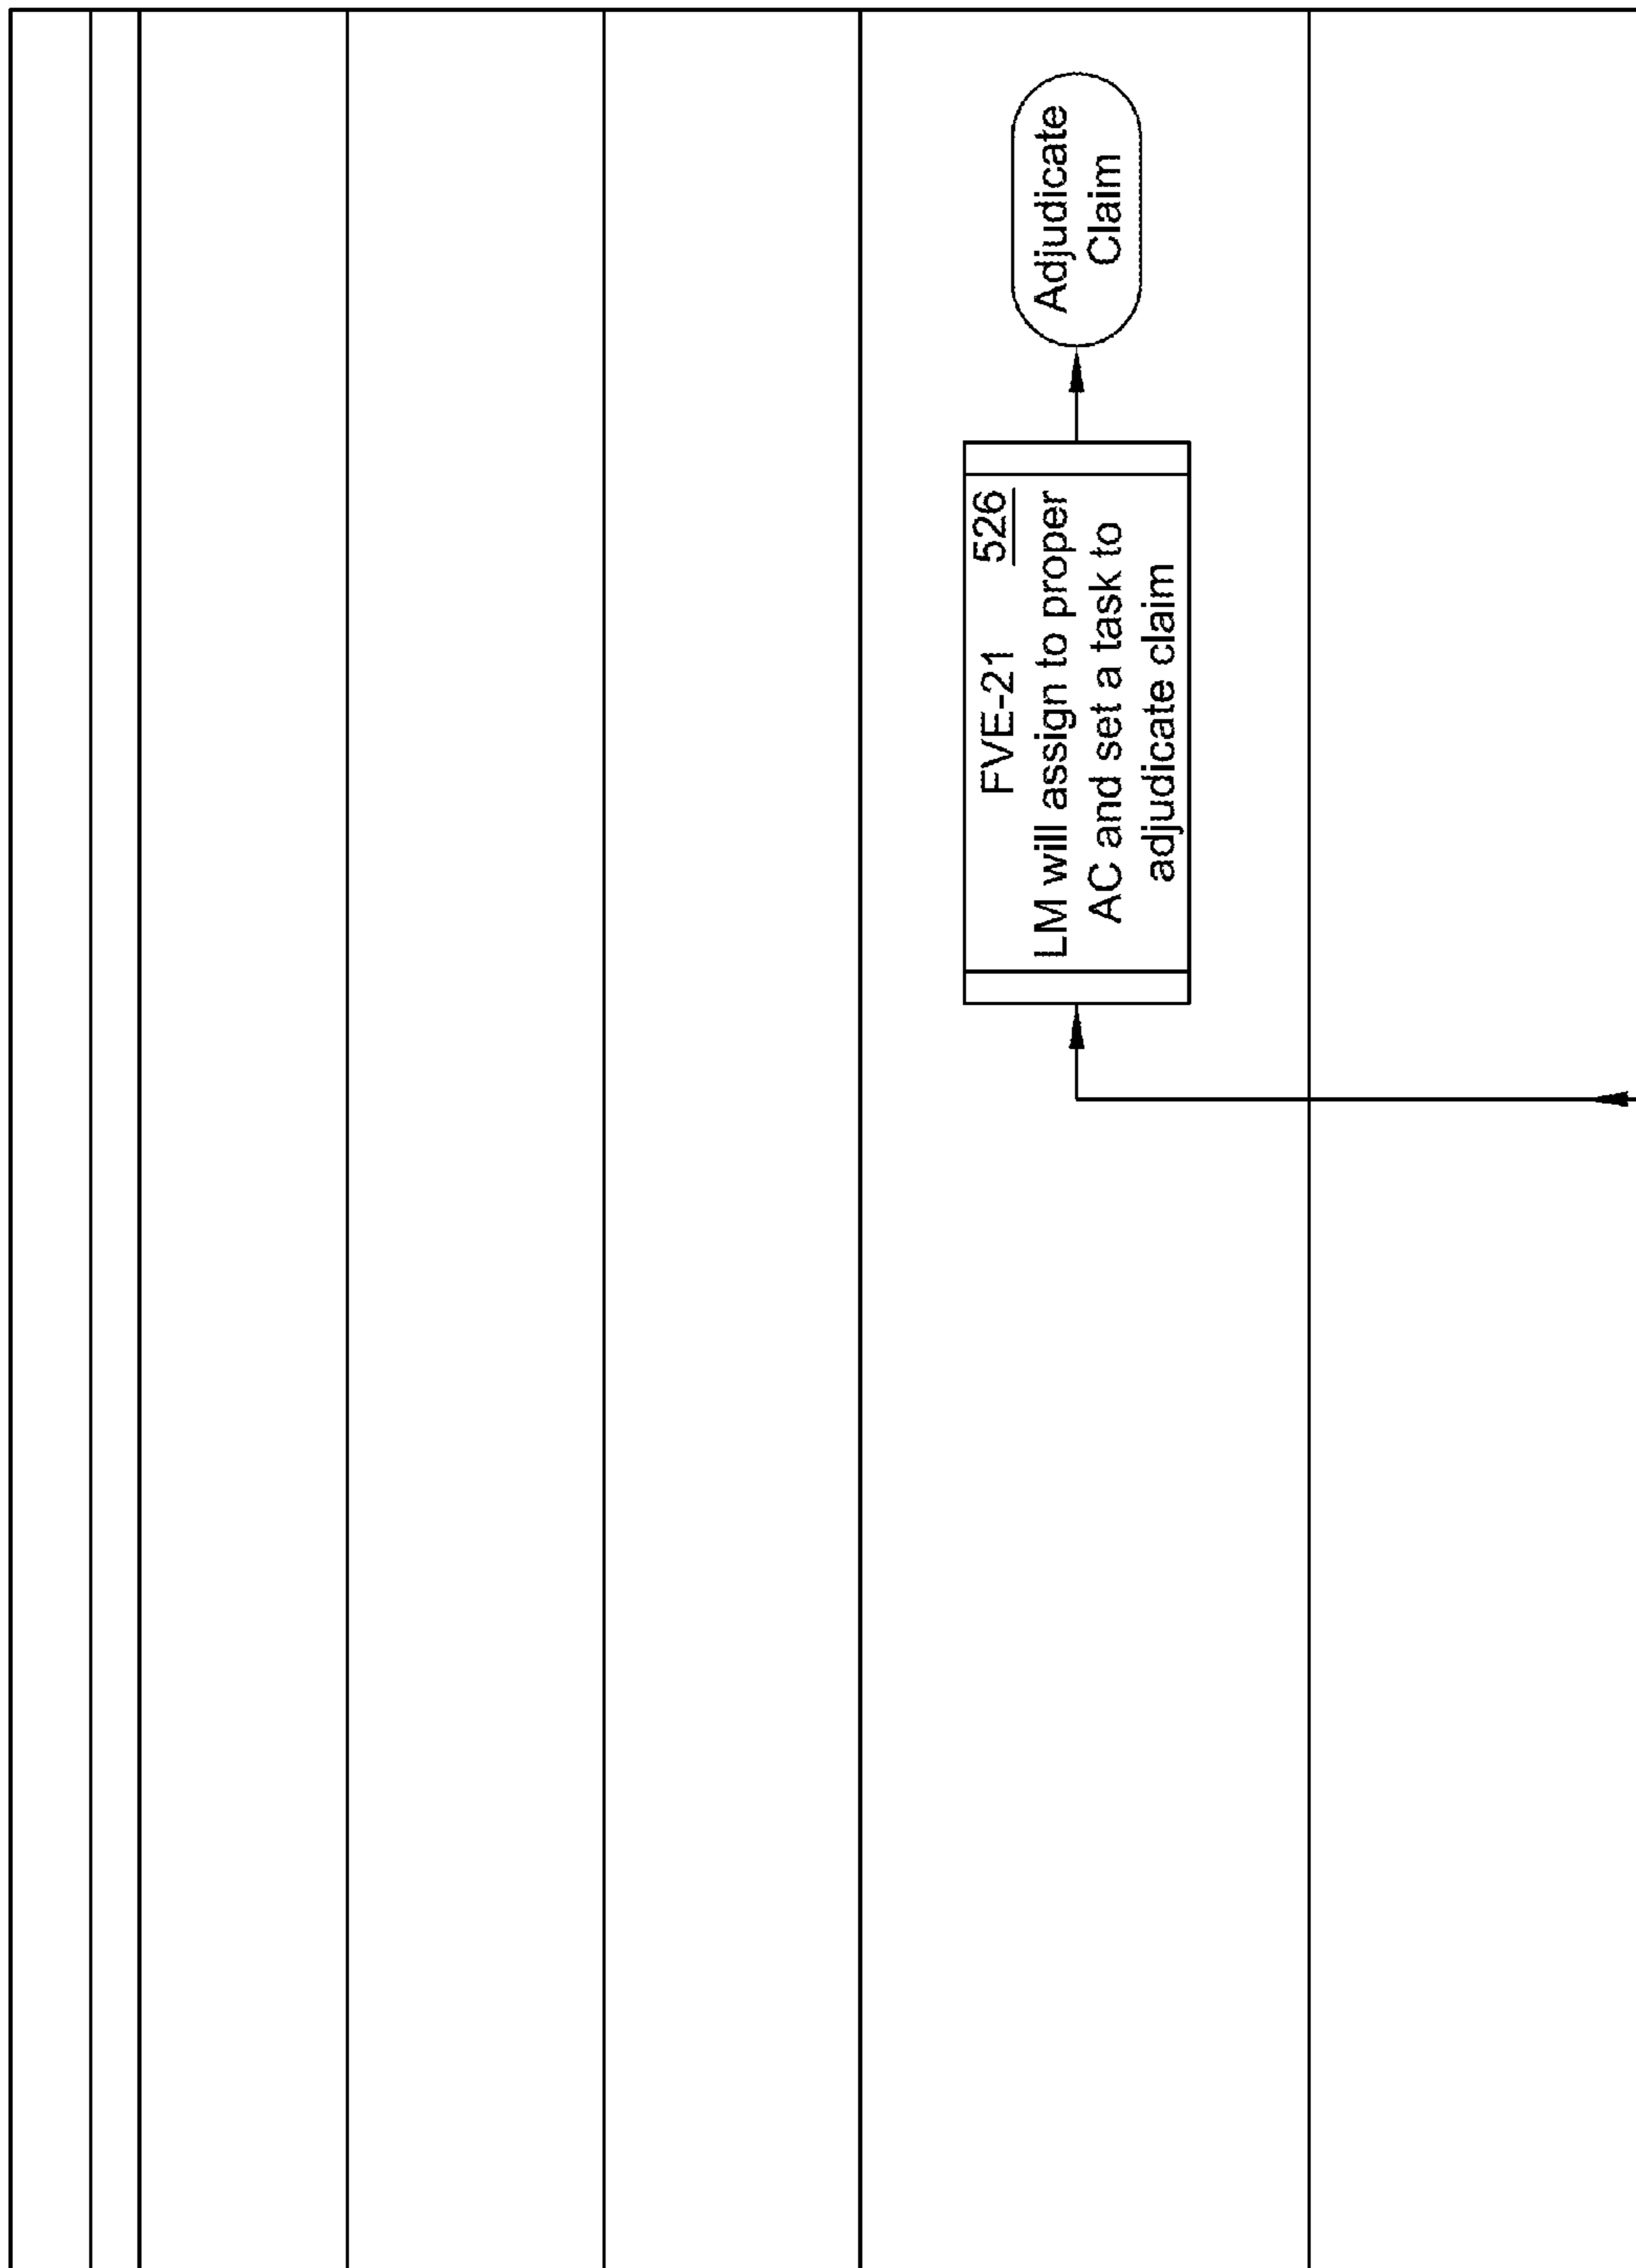 FVE-21 526
LM will assign to proper
AC and set a task to
adjudicate claim
Adjudicate
Claim